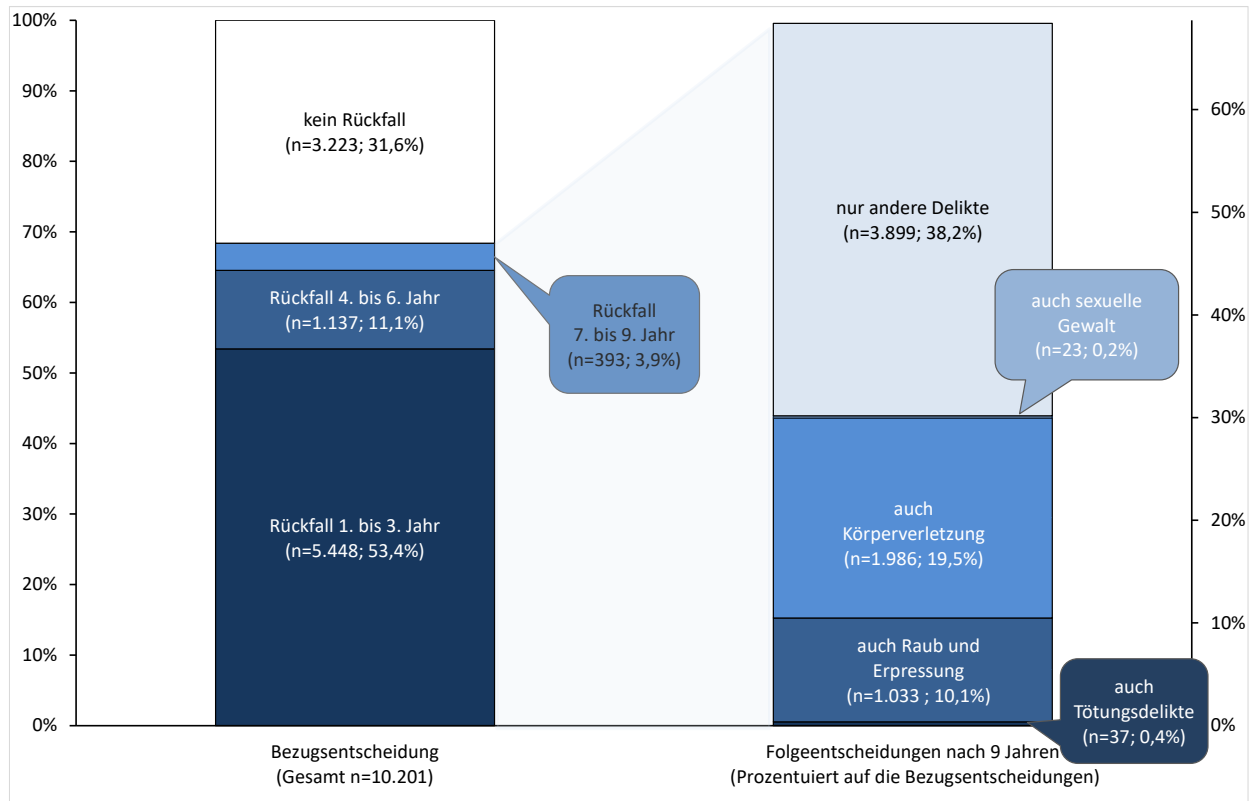 100%
90%
80%
70%
60%
50%
40%
30%
20%
10%
0%
kein Rückfall
(n=3.223; 31,6%)
Rückfall 4. bis 6. Jahr
(n=1.137; 11,1%)
Rückfall 1. bis 3. Jahr
(n=5.448; 53,4%)
Rückfall
7. bis 9. Jahr
(n=393; 3,9%)
nur andere Delikte
(n=3.899; 38,2%)
auch sexuelle
Gewalt
(n=23; 0,2%)
auch
Körperverletzung
(n=1.986; 19,5%)
auch Raub und
Erpressung
(n=1.033 ; 10,1%)
auch
Tötungsdelikte
(n=37; 0,4%)
60%
50%
40%
30%
20%
10%
0%
Bezugsentscheidung
(Gesamt n=10.201)
Folgeentscheidungen nach 9 Jahren
(Prozentuiert auf die Bezugsentscheidungen)